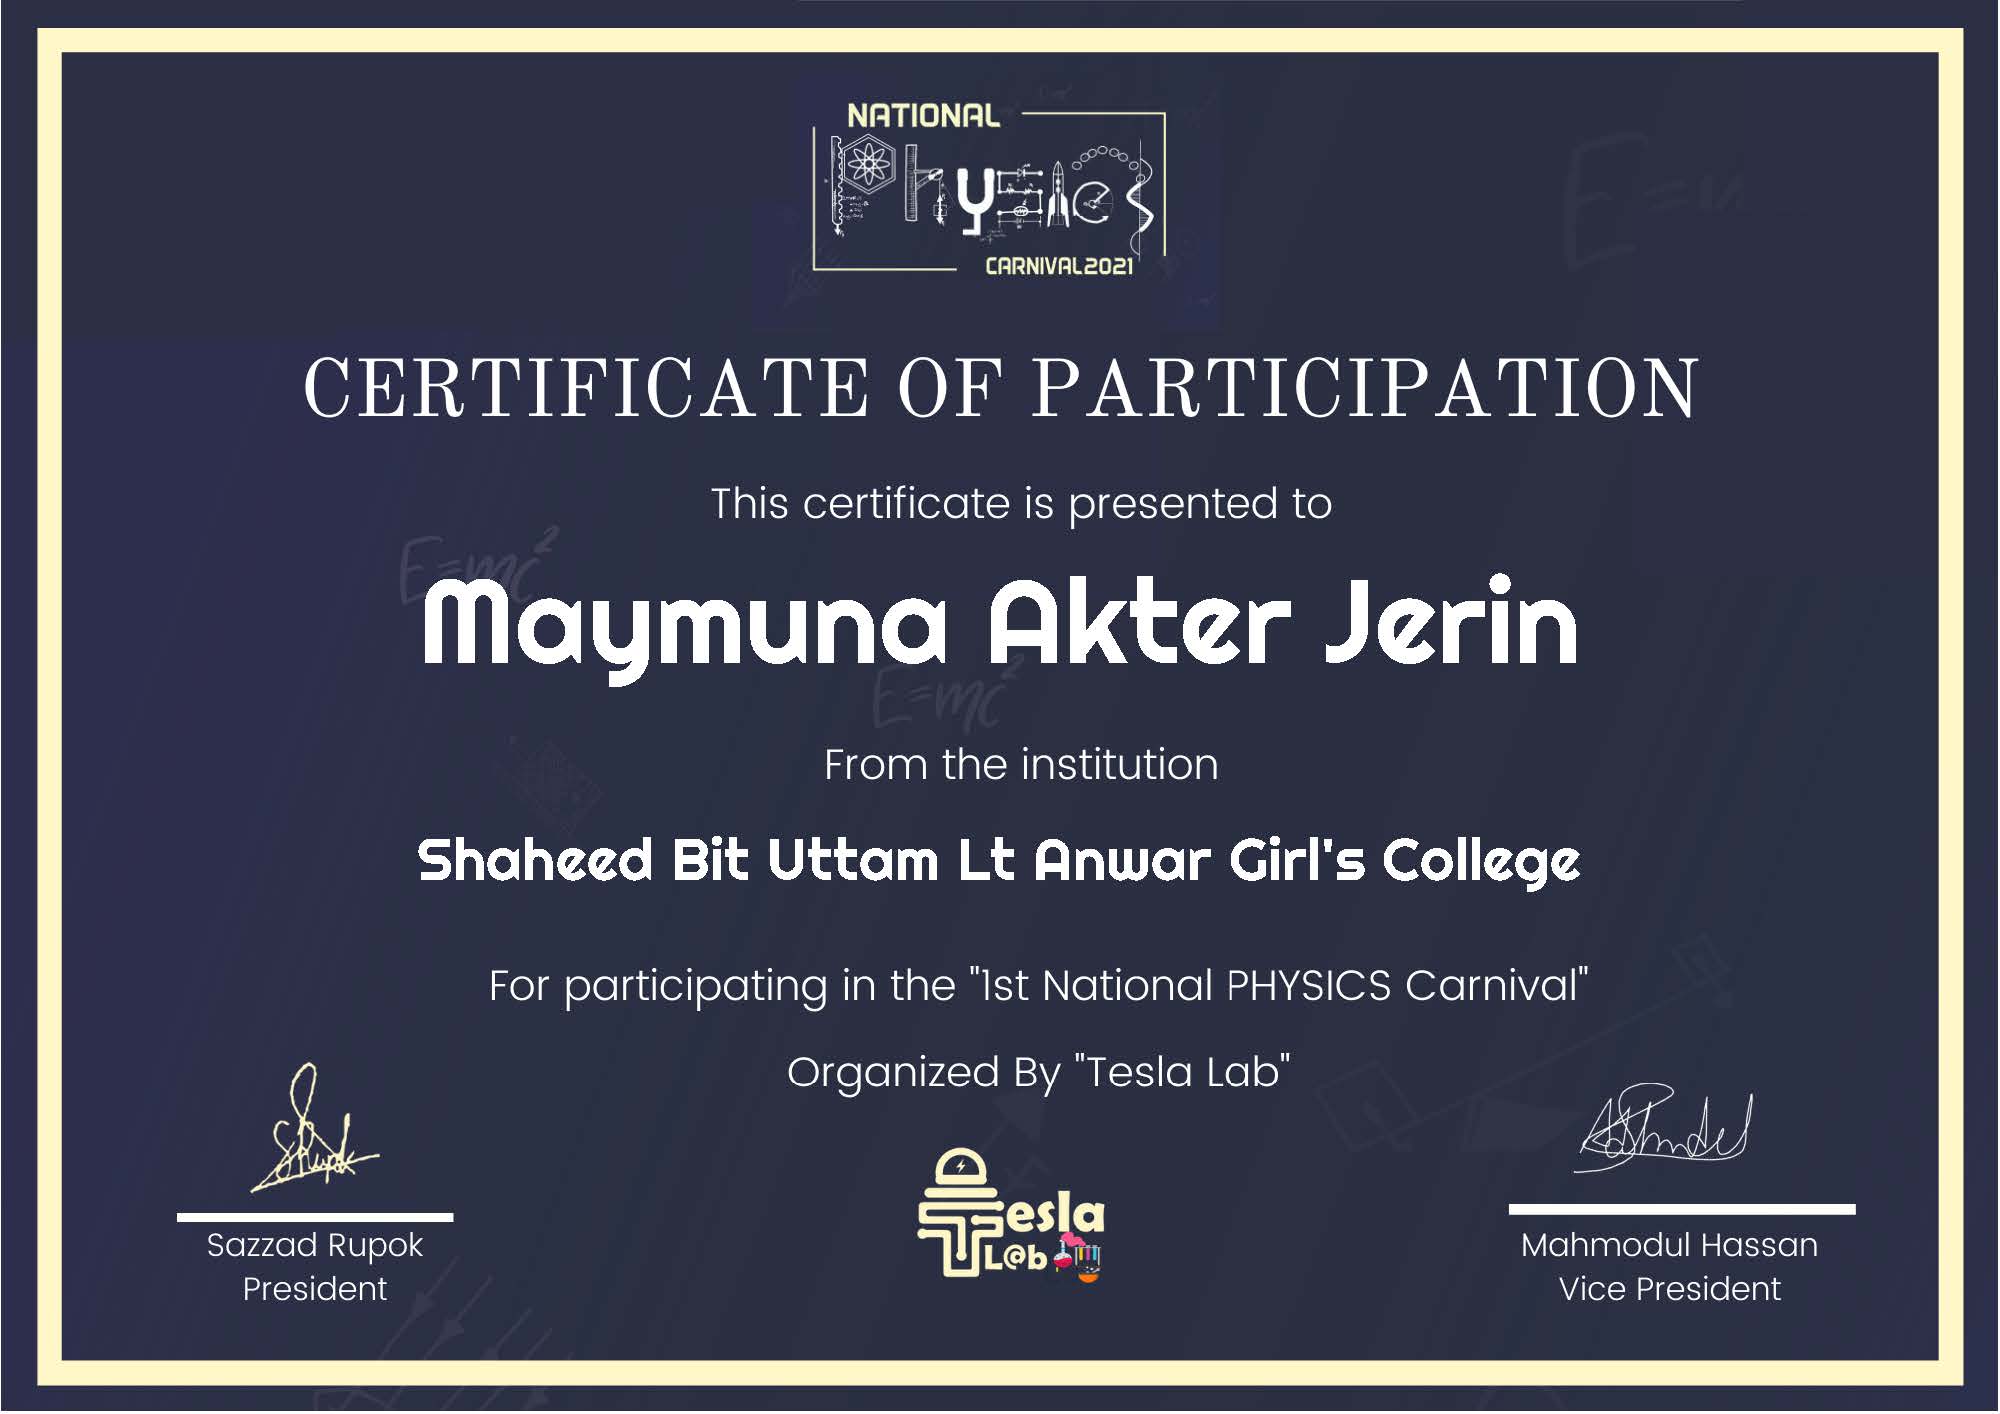 NATIONAL
Physics
CARNIVAL2021
CERTIFICATE OF PARTICIPATION
This certificate is presented to
E=mc²
Maymuna Akter Jerin
E=mc²
From the institution
Shaheed Bit Uttam Lt Anwar Girl's College
For participating in the "1st National PHYSICS Carnival"
Organized By "Tesla Lab"
Tesla
L@b
Sazzad Rupok
President
Mahmodul Hassan
Vice President